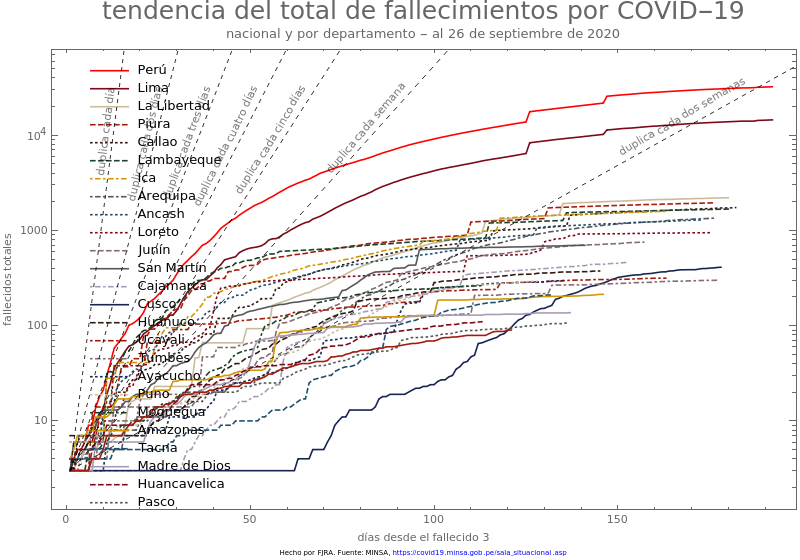 tendencia del total de fallecimientos por COVID−19
nacional y por departamento − al 26 de septiembre de 2020
fallecidos totales
10^4
1000
100
10
duplica cada día
duplica cada dos días
duplica cada tres días
duplica cada cuatro días
duplica cada cinco días
duplica cada semana
duplica cada dos semanas
Perú
Lima
La Libertad
Piura
Callao
Lambayeque
Ica
Arequipa
Ancash
Loreto
Junín
San Martín
Cajamarca
Cusco
Huánuco
Ucayali
Tumbes
Ayacucho
Puno
Moquegua
Amazonas
Tacna
Madre de Dios
Huancavelica
Pasco
0
50
100
150
días desde el fallecido 3
Hecho por FJRA. Fuente: MINSA, https://covid19.minsa.gob.pe/sala_situacional.asp